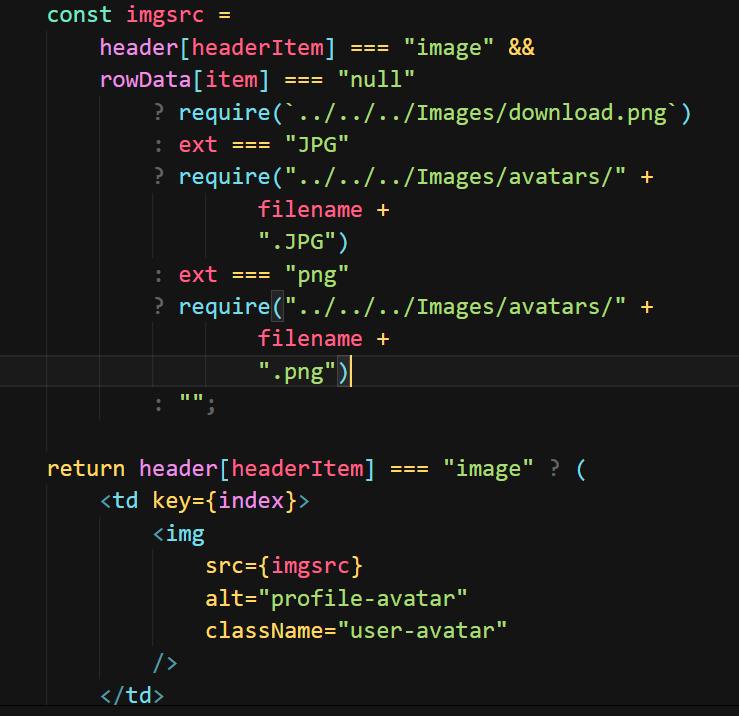 const imgsrc =
header[headerItem] === "image" &&
rowData[item] === "null"
? require(`../../../Images/download.png`)
: ext === "JPG"
? require("../../../Images/avatars/" +
filename +
".JPG")
: ext === "png"
? require("../../../Images/avatars/" +
filename +
".png")
: "";
return header[headerItem] === "image" ? (
<td key={index}>
<img
src={imgsrc}
alt="profile-avatar"
className="user-avatar"
/>
</td>